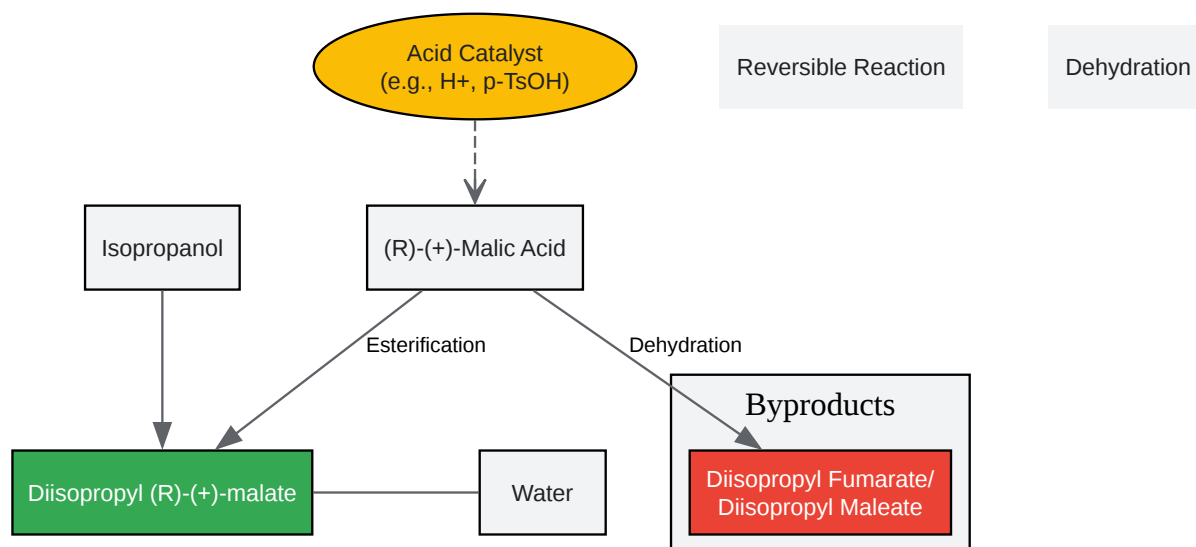 Acid Catalyst
(e.g., H+, p-TsOH)
Reversible Reaction
Dehydration
Isopropanol
(R)-(+)-Malic Acid
Esterification
Dehydration
Byproducts
Diisopropyl (R)-(+)-malate
Water
Diisopropyl Fumarate/
Diisopropyl Maleate